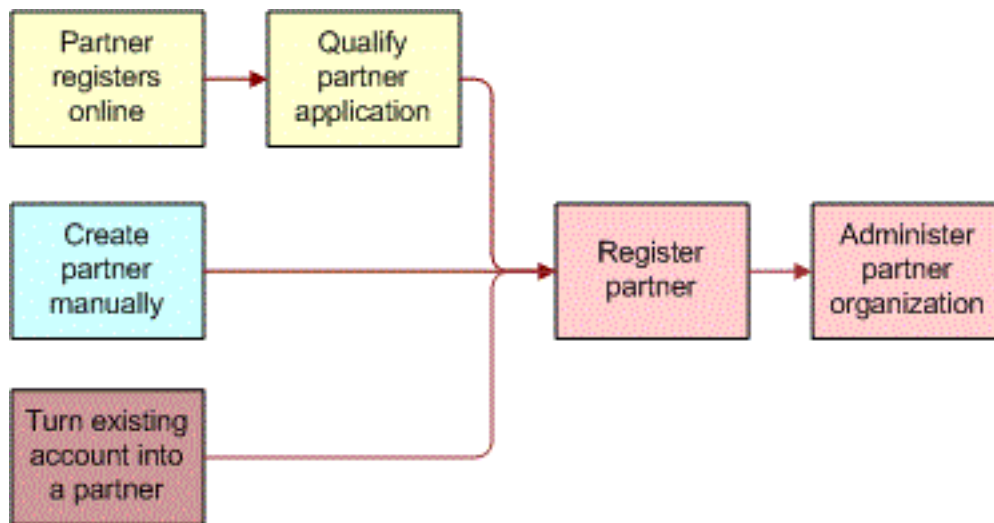 Partner
registers
online
Qualify
partner
application
Create
partner
manually
Register
partner
Administer
partner
organization
Turn existing
account into
a partner